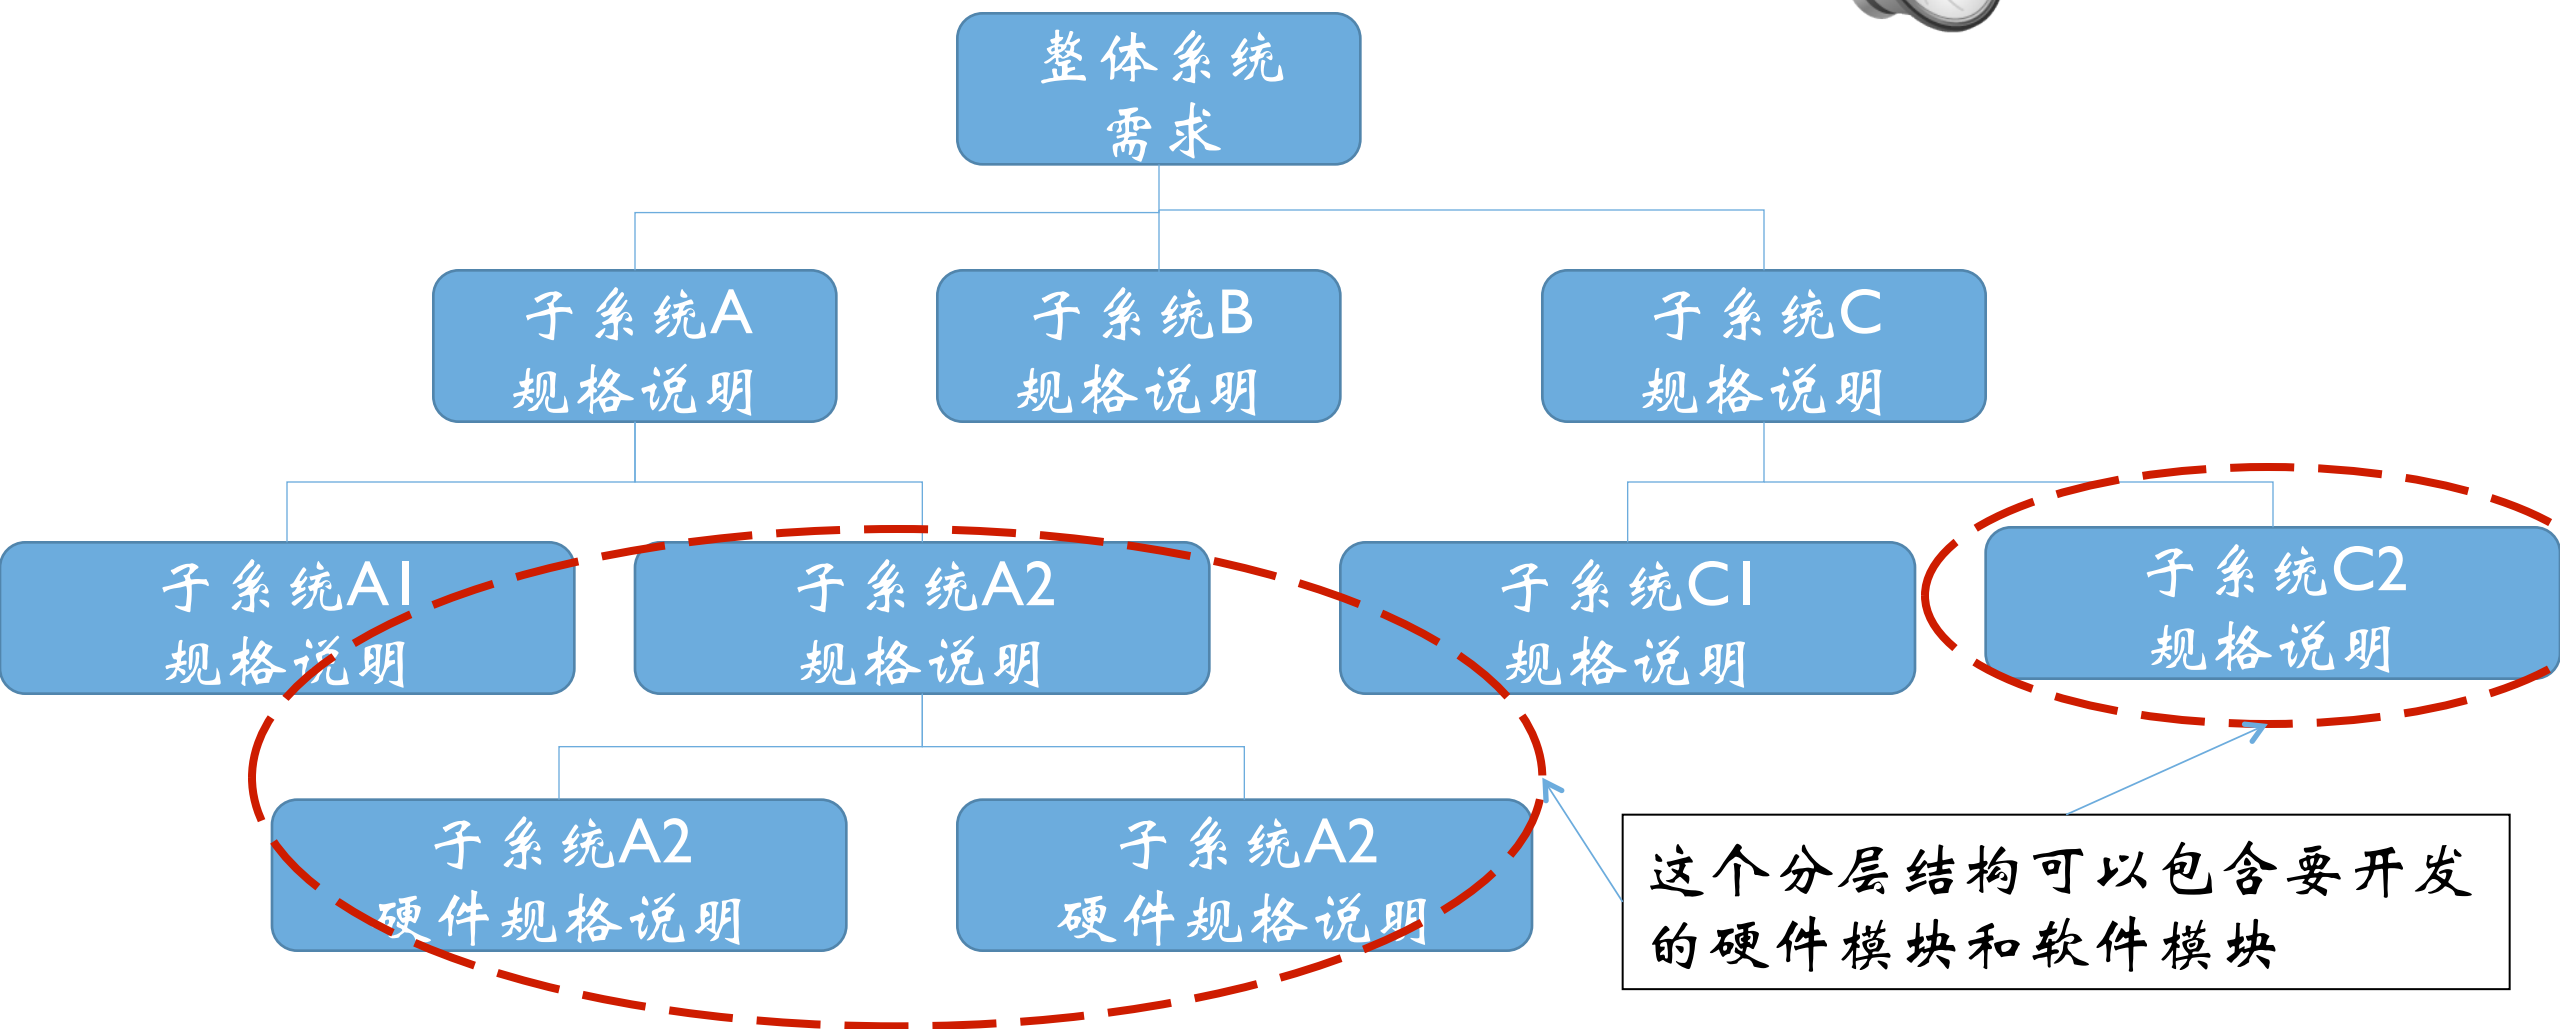 整体系统
需求
子系统A
规格说明
子系统B
规格说明
子系统C
规格说明
子系统A1
规格说明
子系统A2
规格说明
子系统C1
规格说明
子系统C2
规格说明
子系统A2
硬件规格说明
子系统A2
硬件规格说明
这个分层结构可以包含要开发
的硬件模块和软件模块